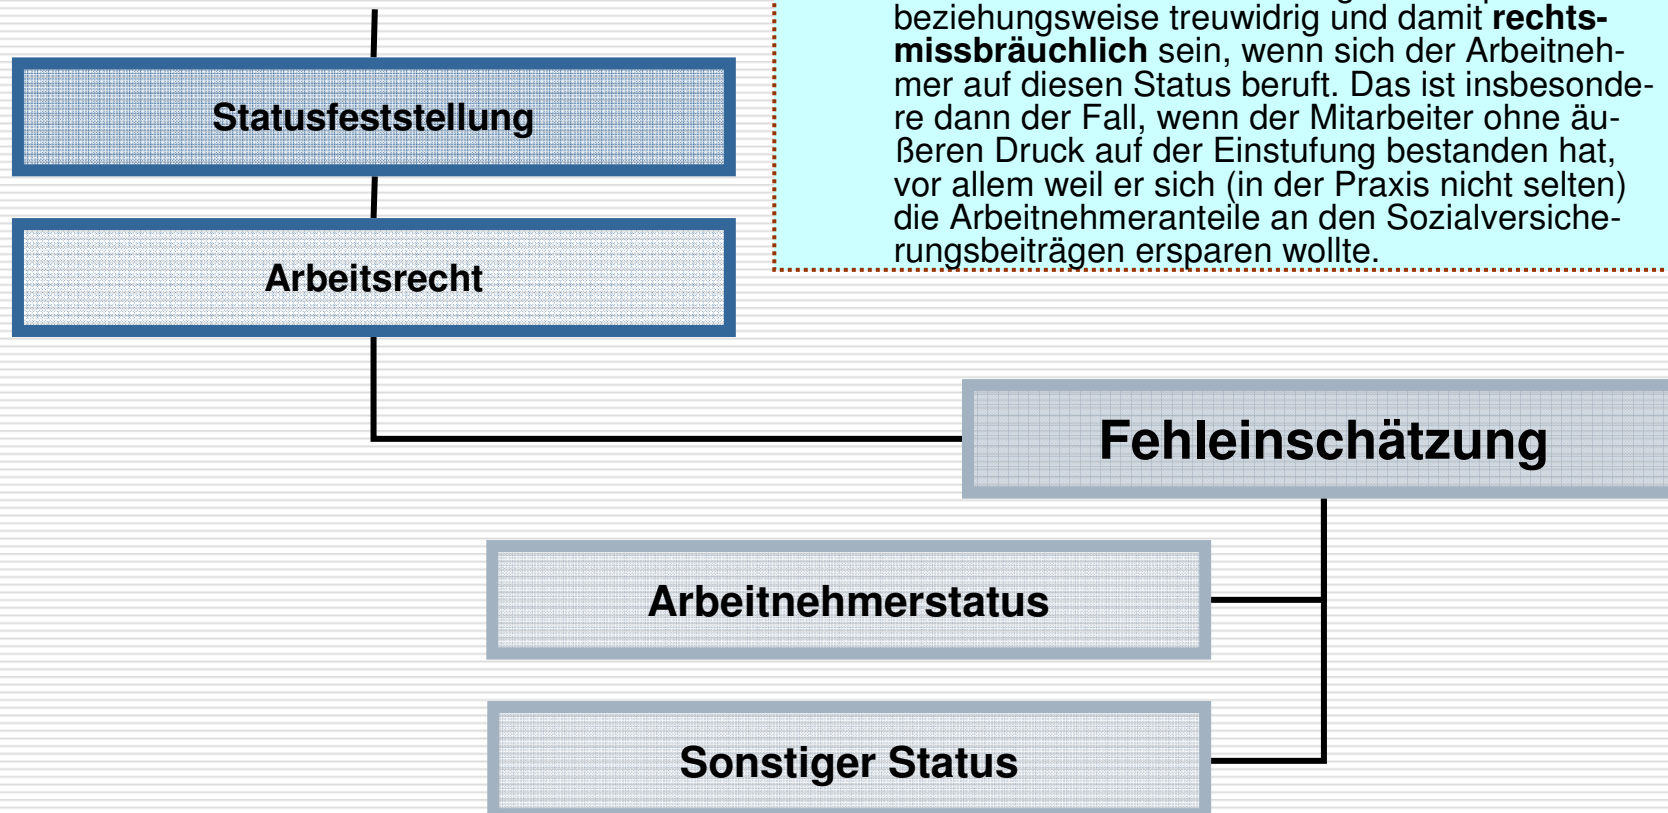 beziehungsweise treuwidrig und damit rechts-
missbräuchlich sein, wenn sich der Arbeitneh-
mer auf diesen Status beruft. Das ist insbesonde-
re dann der Fall, wenn der Mitarbeiter ohne äu-
ßeren Druck auf der Einstufung bestanden hat,
vor allem weil er sich (in der Praxis nicht selten)
die Arbeitnehmeranteile an den Sozialversiche-
rungsbeiträgen ersparen wollte.
Statusfeststellung
Arbeitsrecht
Fehleinschätzung
Arbeitnehmerstatus
Sonstiger Status